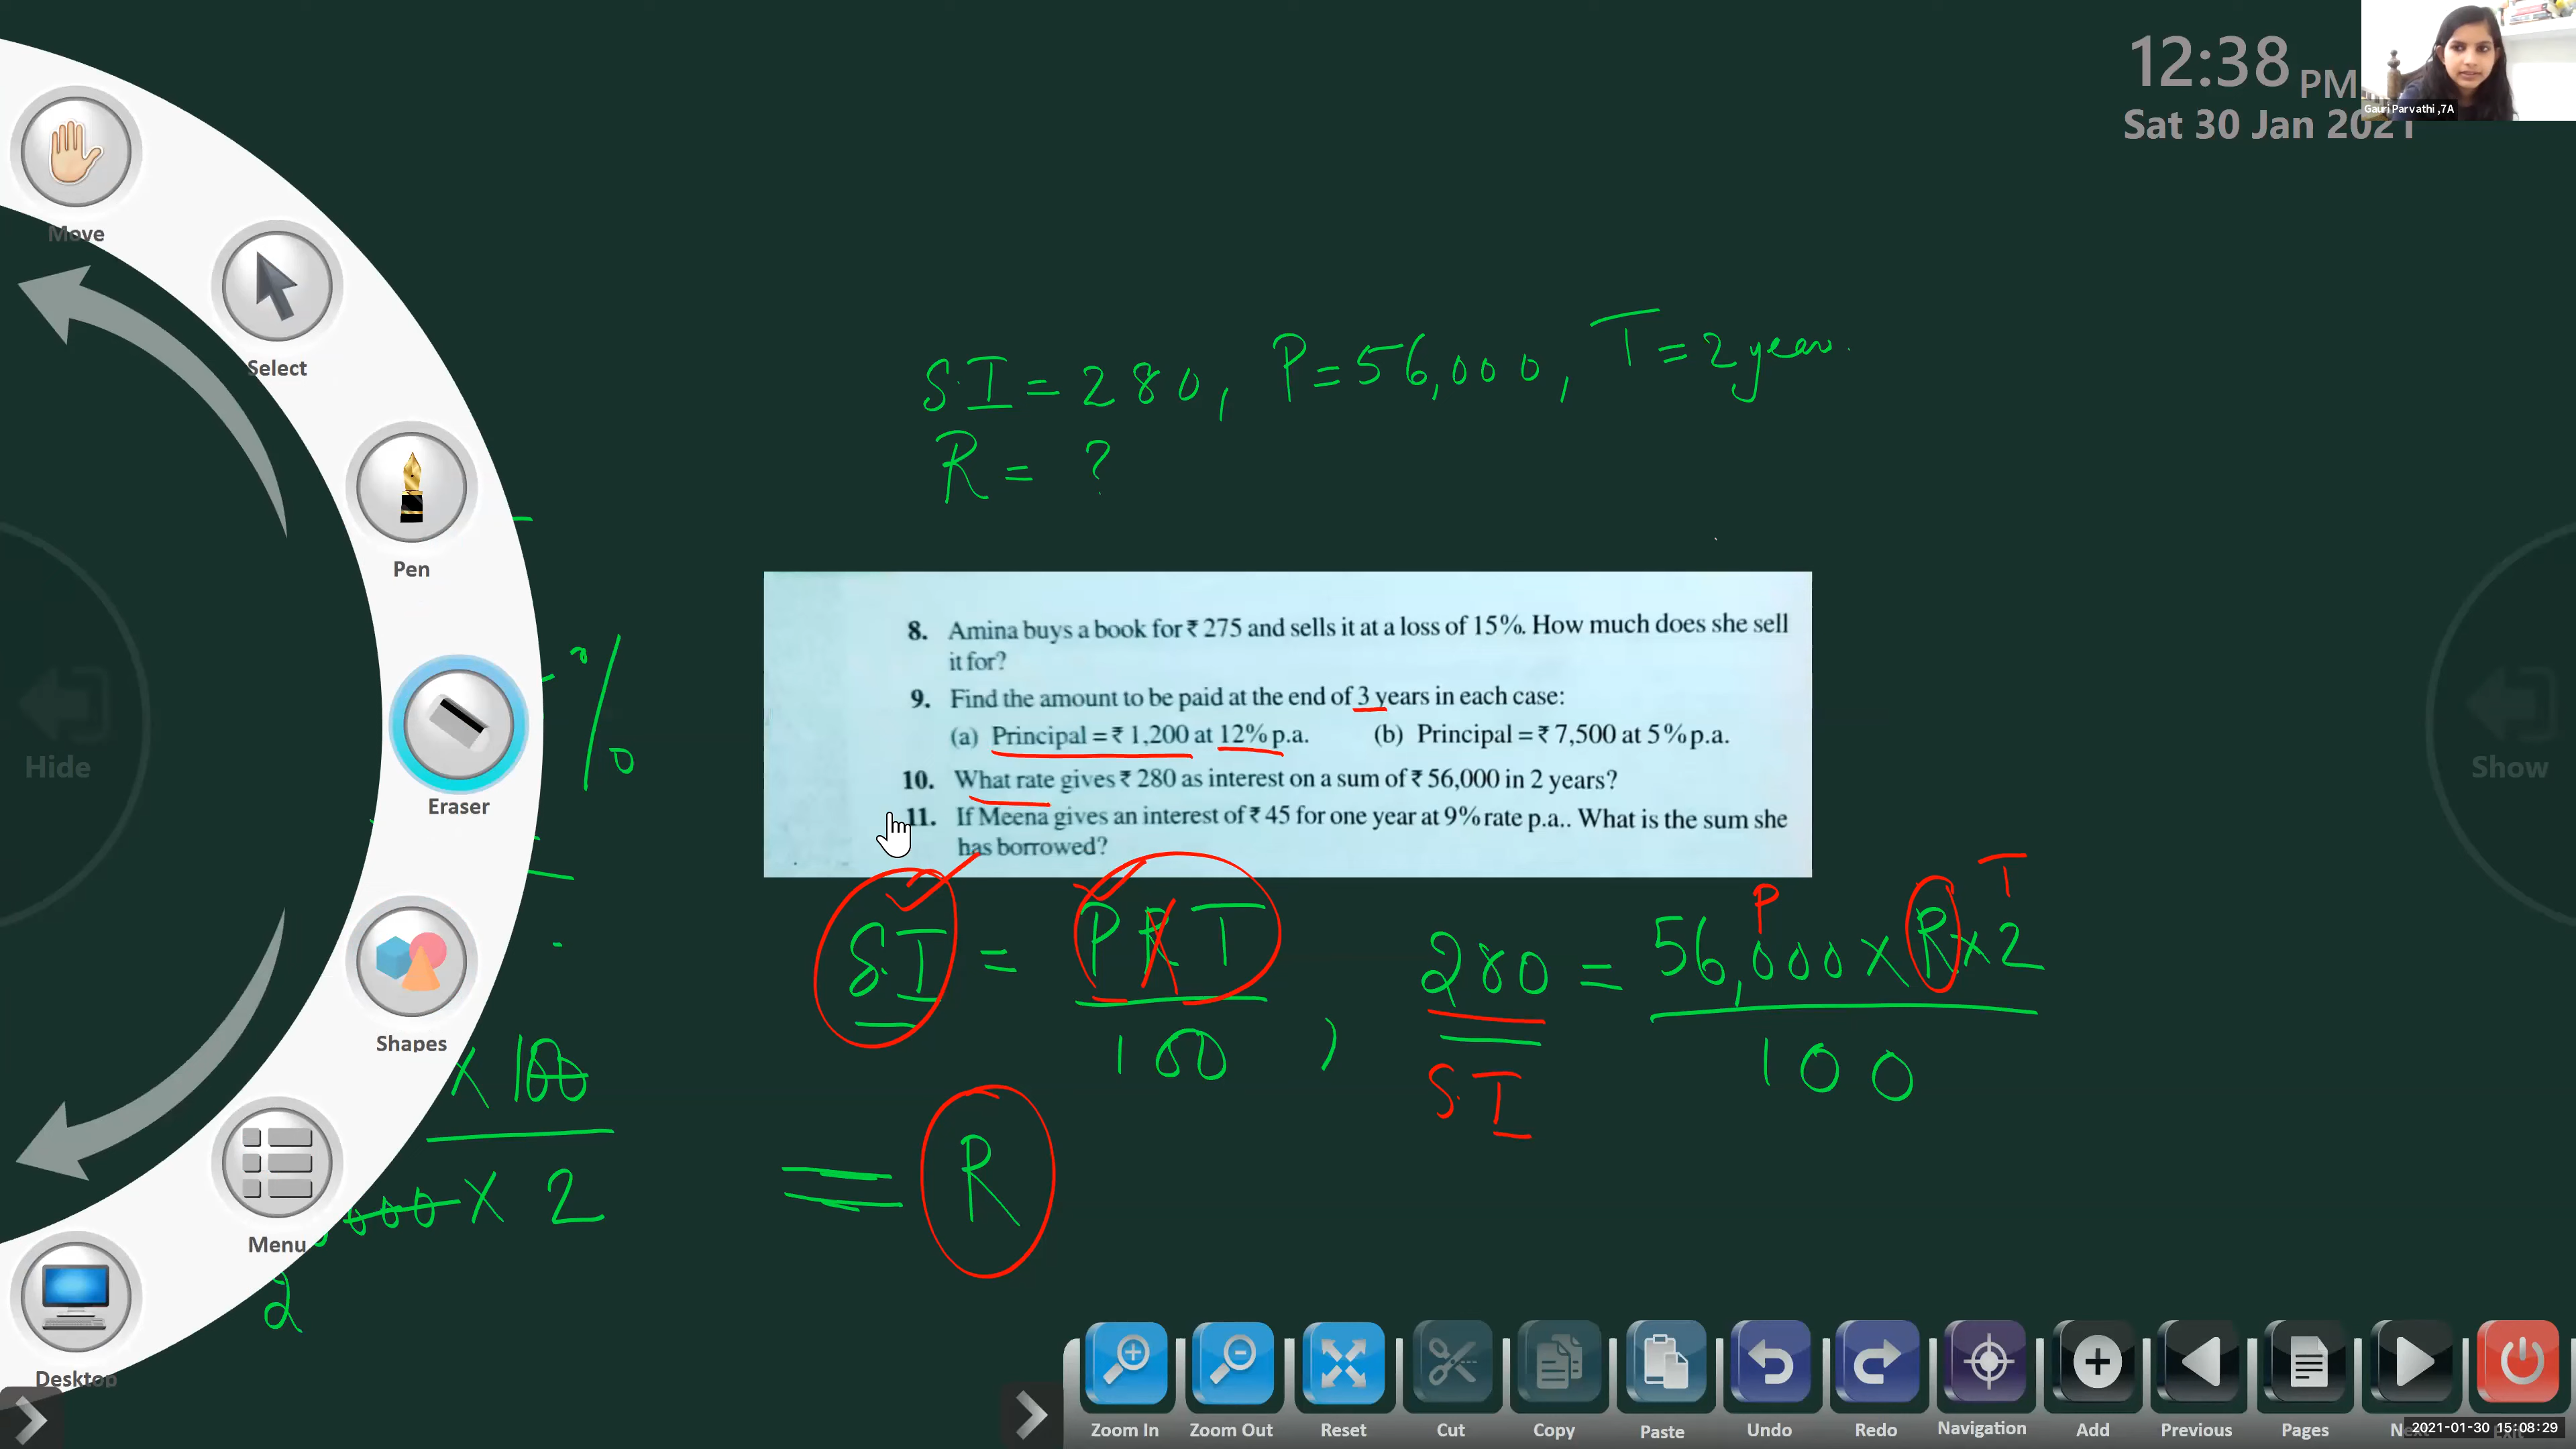 12:38 PM
Sat 30 Jan 2021
Gauri Parvathi ,7A
Move
Select
Pen
Eraser
Shapes
Menu
Desktop
Hide
Show
S.I = 280, P = 56,000, T = 2 years.
R = ?
8. Amina buys a book for ₹ 275 and sells it at a loss of 15%. How much does she sell
it for?
9. Find the amount to be paid at the end of 3 years in each case:
(a) Principal = ₹ 1,200 at 12% p.a. (b) Principal = ₹ 7,500 at 5% p.a.
10. What rate gives ₹ 280 as interest on a sum of ₹ 56,000 in 2 years?
11. If Meena gives an interest of ₹ 45 for one year at 9% rate p.a.. What is the sum she
has borrowed?
P T
S.I = PRT , 280 = 56,000 × R × 2
100 100
S.I
= R
%
× 100
000 × 2
2
Zoom In Zoom Out Reset Cut Copy Paste Undo Redo Navigation Add Previous Pages
2021-01-30 15:08:29